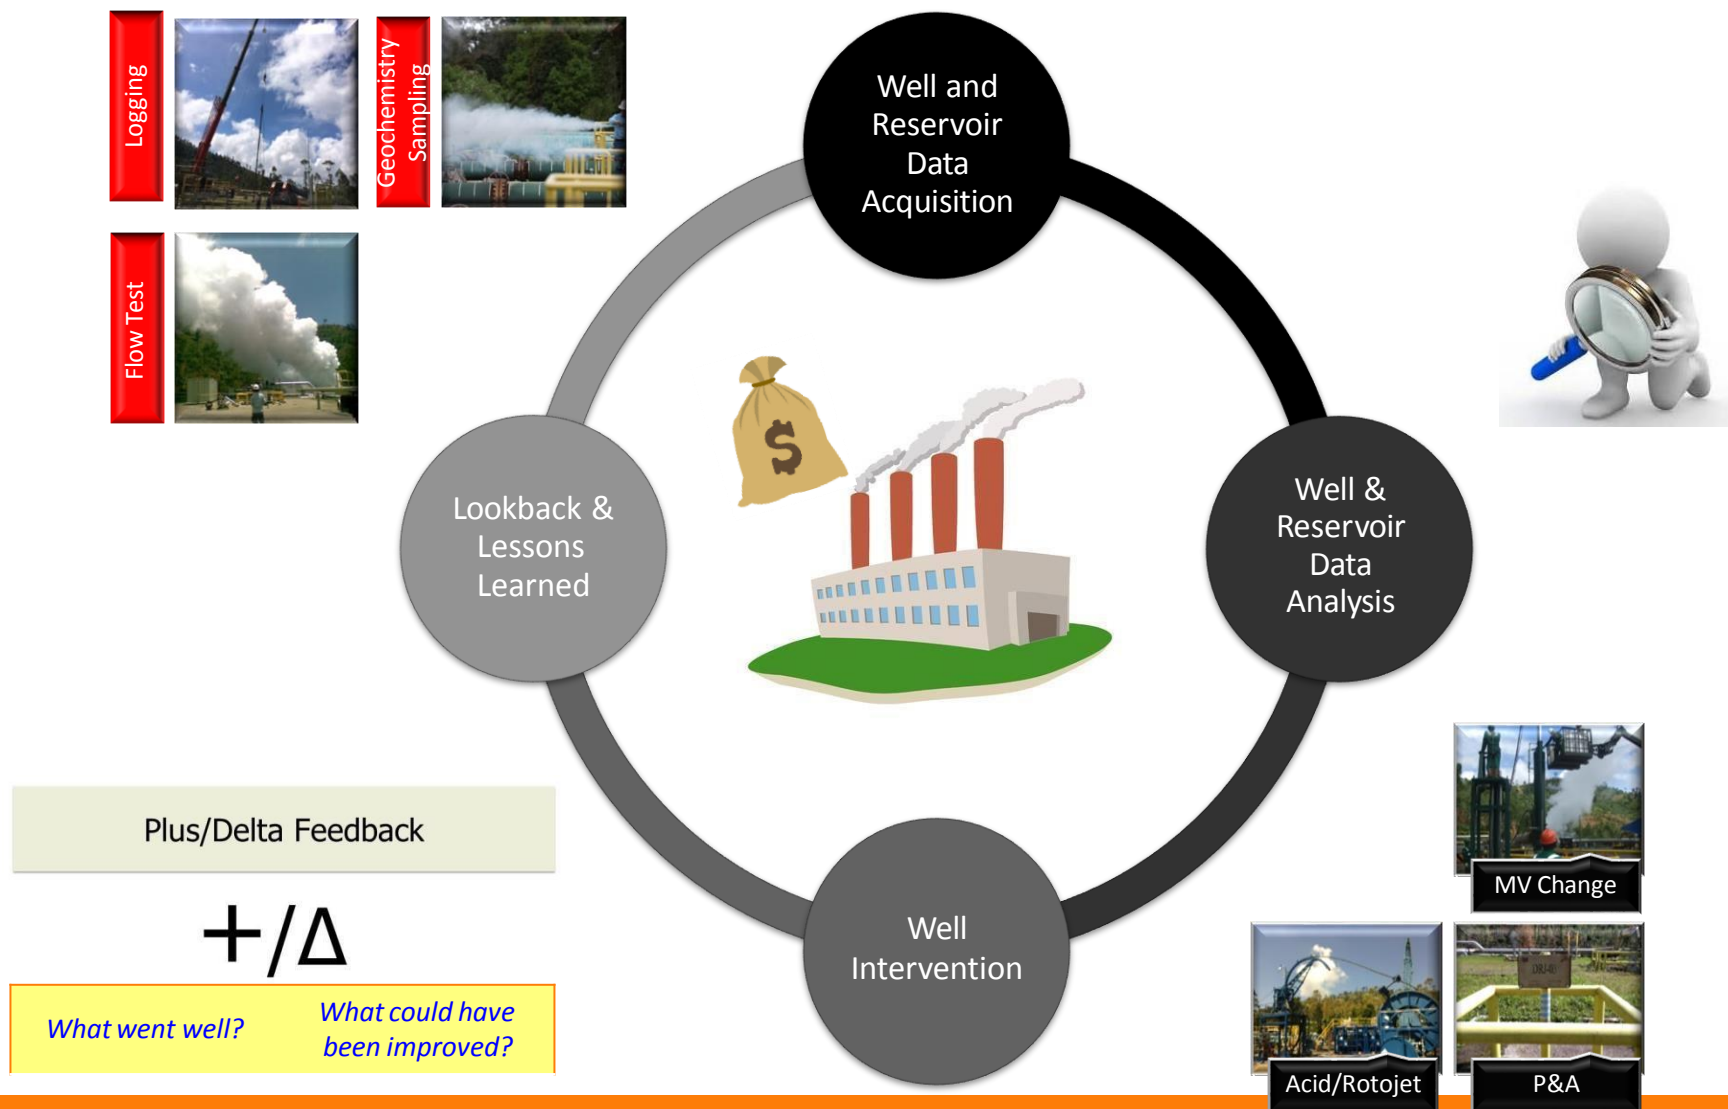 Logging
Geochemistry
Sampling
Flow Test
Well and
Reservoir
Data
Acquisition
$
Well &
Reservoir
Data
Analysis
Lookback &
Lessons
Learned
Well
Intervention
Plus/Delta Feedback
+/Δ
What went well?
What could have
been improved?
MV Change
Acid/Rotojet
P&A